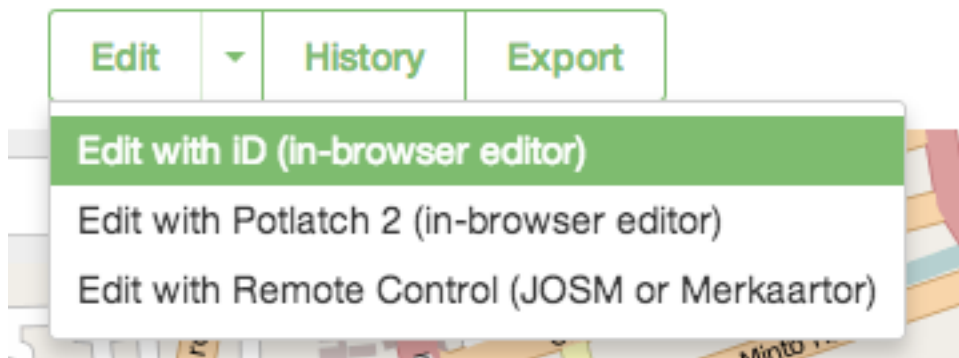 Edit History Export
Edit with iD (in-browser editor)
Edit with Potlatch 2 (in-browser editor)
Edit with Remote Control (JOSM or Merkaartor)
Minto